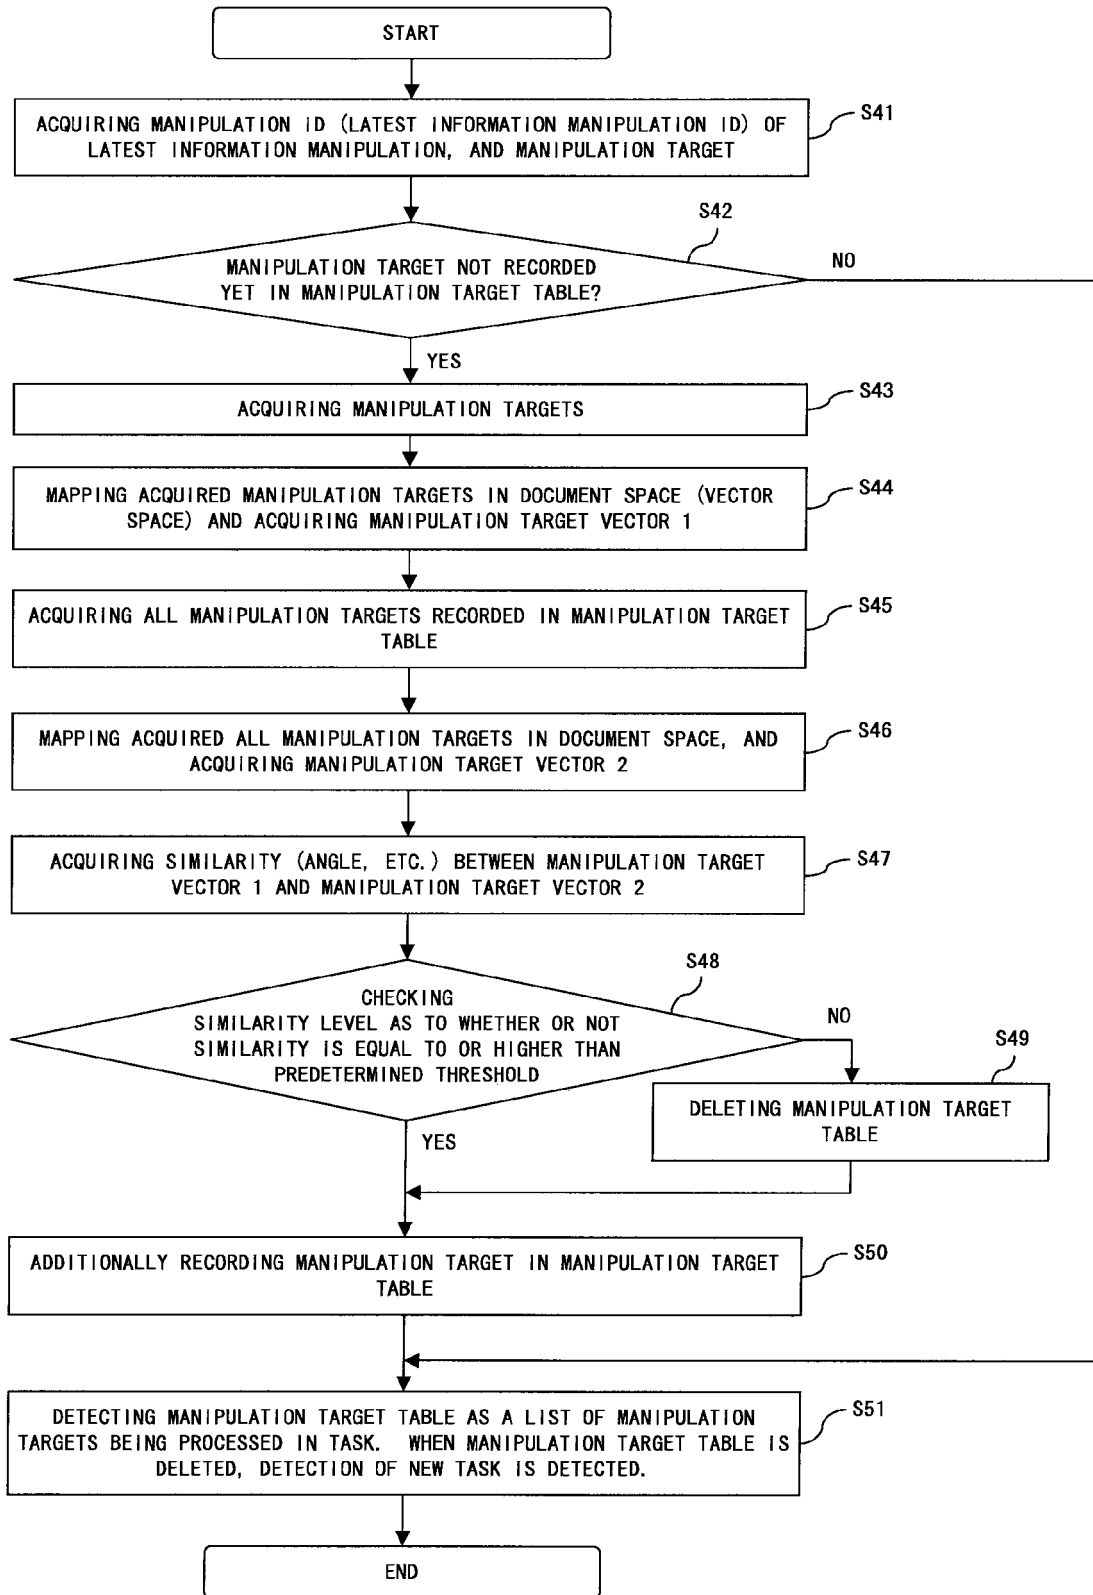 START
S41
ACQUIRING MANIPULATION ID (LATEST INFORMATION MANIPULATION ID) OF
LATEST INFORMATION MANIPULATION, AND MANIPULATION TARGET
S42
MANIPULATION TARGET NOT RECORDED
YET IN MANIPULATION TARGET TABLE?
NO
YES
S43
ACQUIRING MANIPULATION TARGETS
S44
MAPPING ACQUIRED MANIPULATION TARGETS IN DOCUMENT SPACE (VECTOR
SPACE) AND ACQUIRING MANIPULATION TARGET VECTOR 1
S45
ACQUIRING ALL MANIPULATION TARGETS RECORDED IN MANIPULATION TARGET
TABLE
S46
MAPPING ACQUIRED ALL MANIPULATION TARGETS IN DOCUMENT SPACE, AND
ACQUIRING MANIPULATION TARGET VECTOR 2
S47
ACQUIRING SIMILARITY (ANGLE, ETC.) BETWEEN MANIPULATION TARGET
VECTOR 1 AND MANIPULATION TARGET VECTOR 2
S48
CHECKING
SIMILARITY LEVEL AS TO WHETHER OR NOT
SIMILARITY IS EQUAL TO OR HIGHER THAN
PREDETERMINED THRESHOLD
NO
S49
DELETING MANIPULATION TARGET
TABLE
YES
S50
ADDITIONALLY RECORDING MANIPULATION TARGET IN MANIPULATION TARGET
TABLE
S51
DETECTING MANIPULATION TARGET TABLE AS A LIST OF MANIPULATION
TARGETS BEING PROCESSED IN TASK. WHEN MANIPULATION TARGET TABLE IS
DELETED, DETECTION OF NEW TASK IS DETECTED.
END